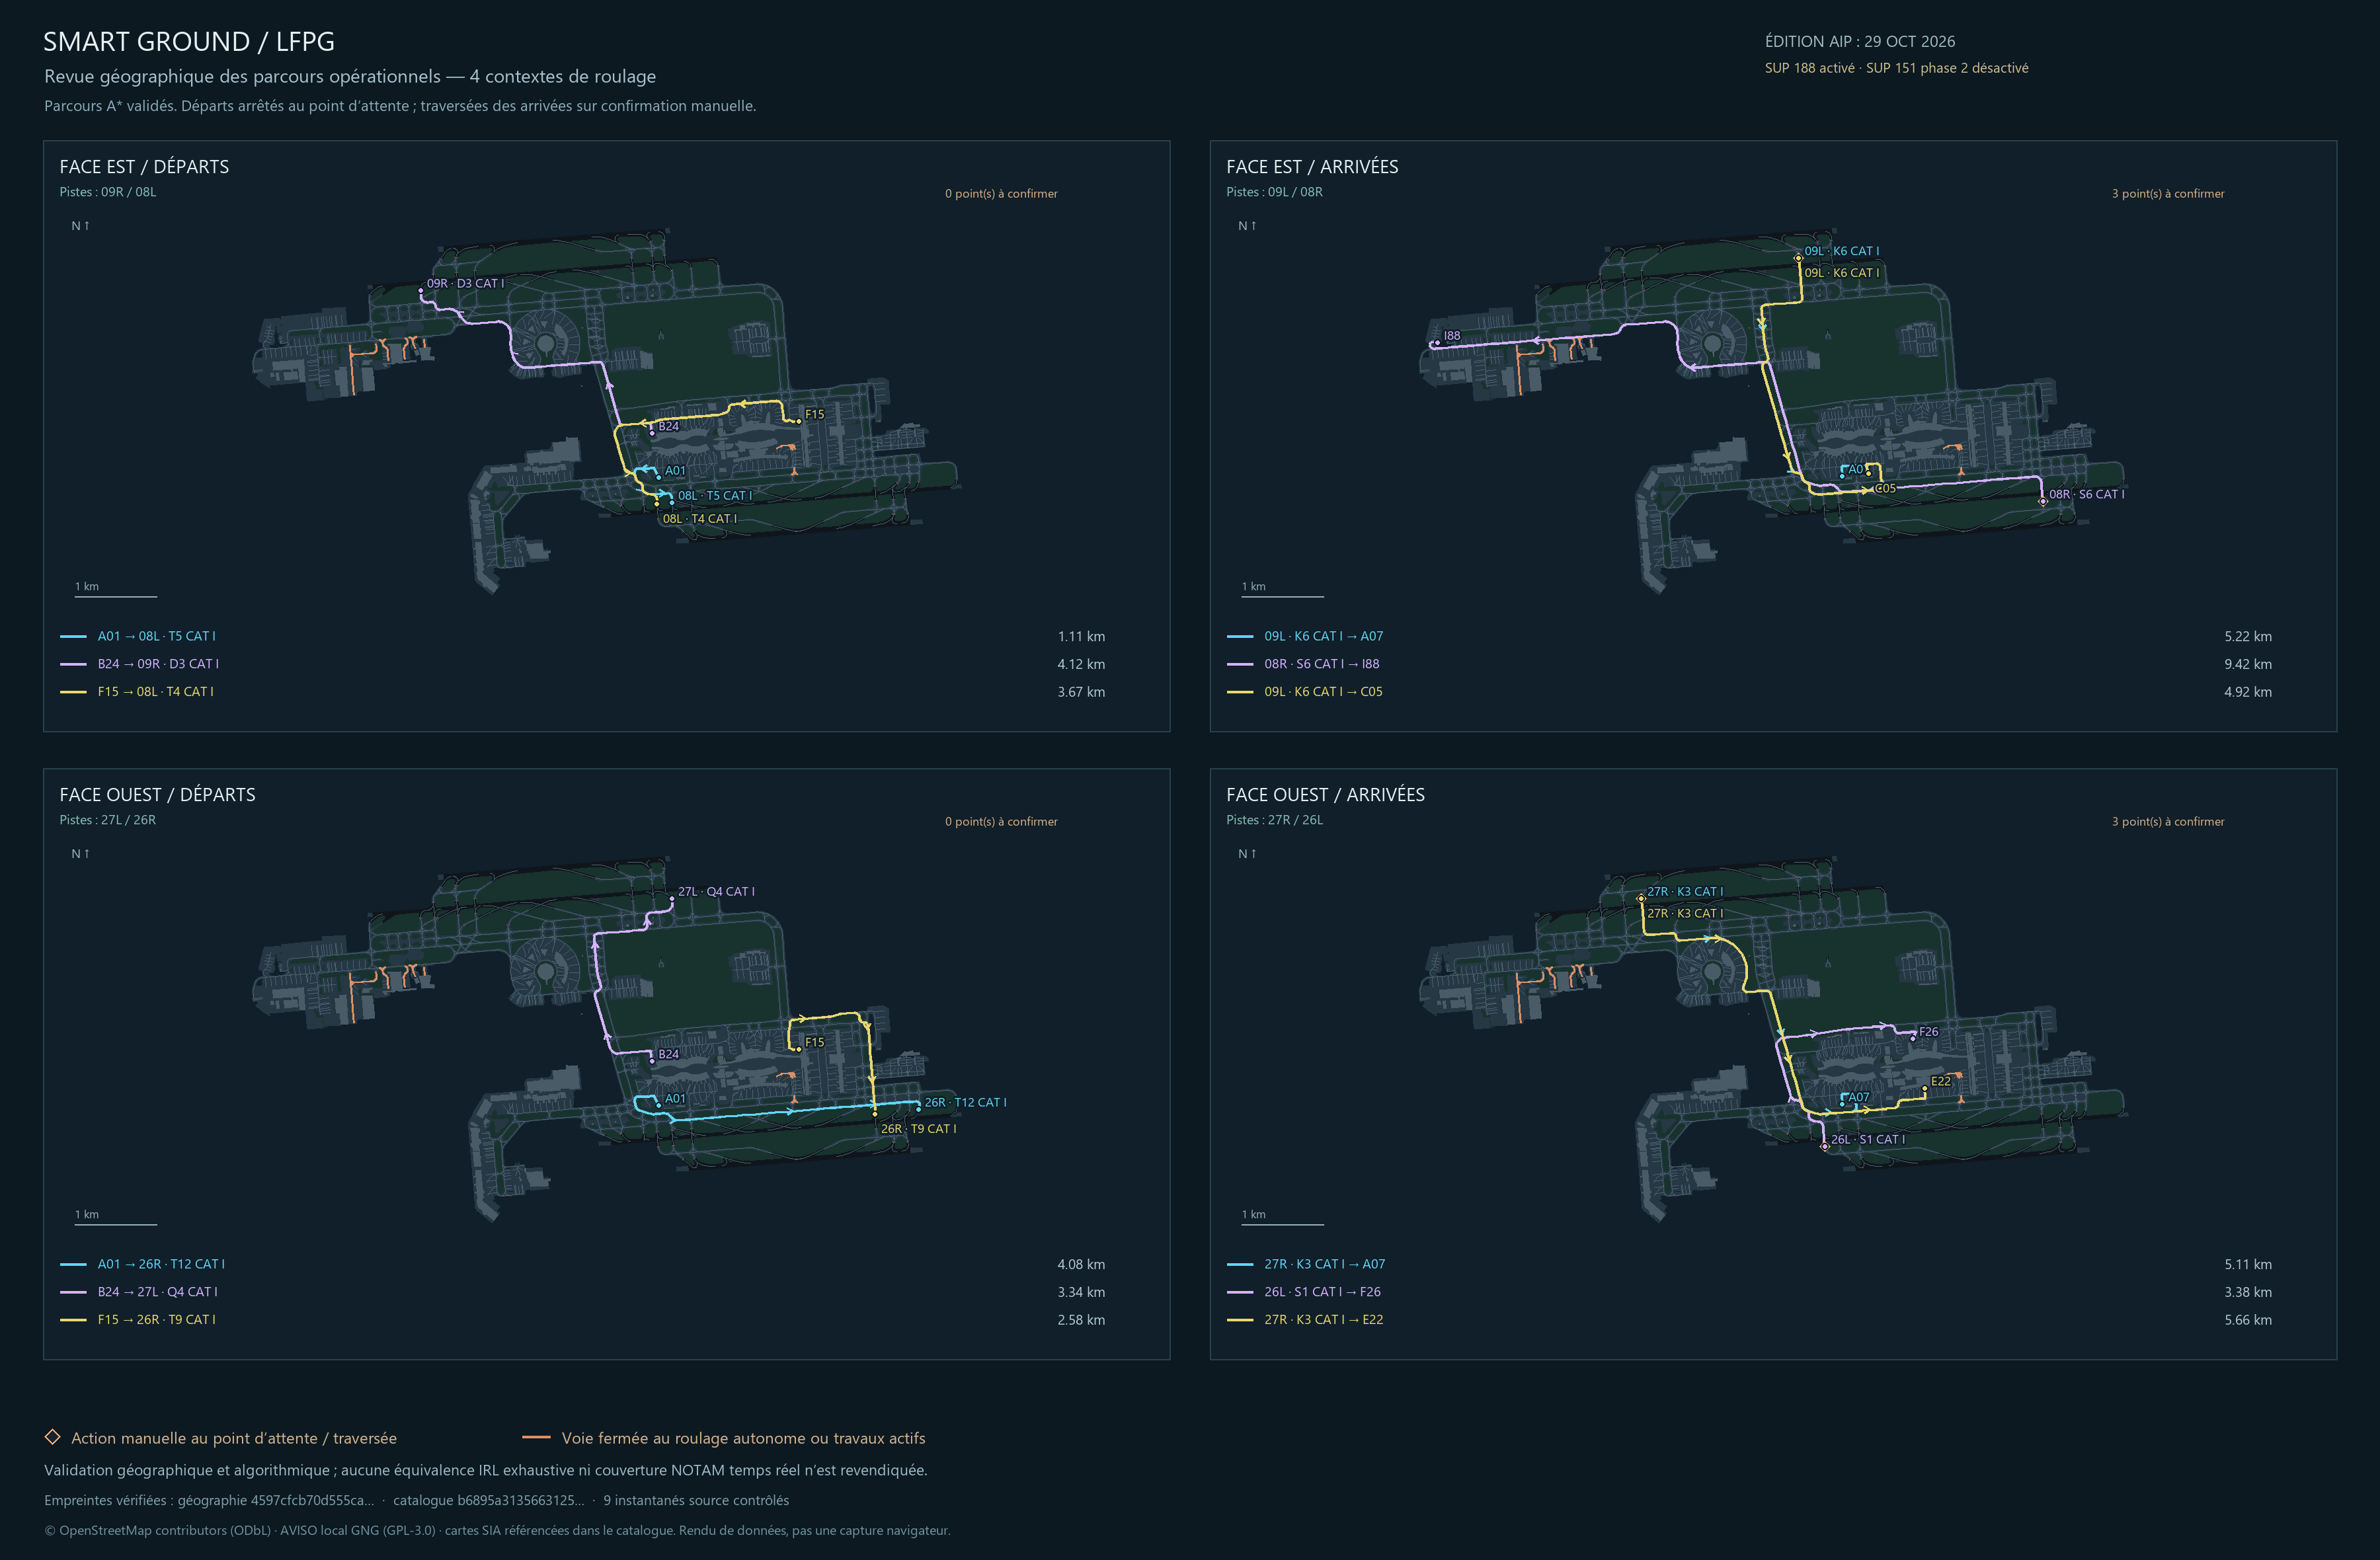 SMART GROUND / LFPG
Revue géographique des parcours opérationnels — 4 contextes de roulage
Parcours A* validés. Départs arrêtés au point d’attente ; traversées des arrivées sur confirmation manuelle.
ÉDITION AIP : 29 OCT 2026
SUP 188 activé · SUP 151 phase 2 désactivé
FACE EST / DÉPARTS
Pistes : 09R / 08L
0 point(s) à confirmer
N ↑
09R · D3 CAT I
F15
B24
A01
08L · T5 CAT I
08L · T4 CAT I
1 km
A01 → 08L · T5 CAT I
1.11 km
B24 → 09R · D3 CAT I
4.12 km
F15 → 08L · T4 CAT I
3.67 km
FACE EST / ARRIVÉES
Pistes : 09L / 08R
3 point(s) à confirmer
N ↑
09L · K6 CAT I
09L · K6 CAT I
I88
A0
C05
08R · S6 CAT I
1 km
09L · K6 CAT I → A07
5.22 km
08R · S6 CAT I → I88
9.42 km
09L · K6 CAT I → C05
4.92 km
FACE OUEST / DÉPARTS
Pistes : 27L / 26R
0 point(s) à confirmer
N ↑
27L · Q4 CAT I
F15
B24
A01
26R · T12 CAT I
26R · T9 CAT I
1 km
A01 → 26R · T12 CAT I
4.08 km
B24 → 27L · Q4 CAT I
3.34 km
F15 → 26R · T9 CAT I
2.58 km
FACE OUEST / ARRIVÉES
Pistes : 27R / 26L
3 point(s) à confirmer
N ↑
27R · K3 CAT I
27R · K3 CAT I
F26
E22
A07
26L · S1 CAT I
1 km
27R · K3 CAT I → A07
5.11 km
26L · S1 CAT I → F26
3.38 km
27R · K3 CAT I → E22
5.66 km
Action manuelle au point d’attente / traversée
Voie fermée au roulage autonome ou travaux actifs
Validation géographique et algorithmique ; aucune équivalence IRL exhaustive ni couverture NOTAM temps réel n’est revendiquée.
Empreintes vérifiées : géographie 4597cfcb70d555ca… · catalogue b6895a3135663125… · 9 instantanés source contrôlés
© OpenStreetMap contributors (ODbL) · AVISO local GNG (GPL-3.0) · cartes SIA référencées dans le catalogue. Rendu de données, pas une capture navigateur.